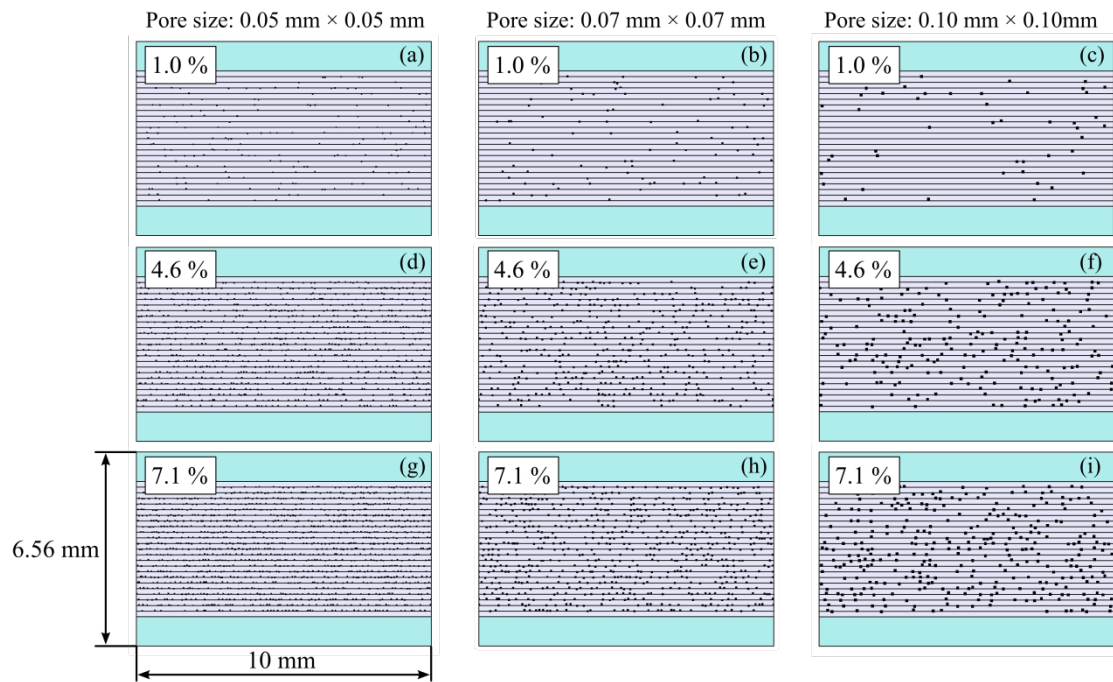 Pore size: 0.05 mm × 0.05 mm
Pore size: 0.07 mm × 0.07 mm
Pore size: 0.10 mm × 0.10mm
1.0 %
(a)
1.0 %
(b)
1.0 %
(c)
4.6 %
(d)
4.6 %
(e)
4.6 %
(f)
7.1 %
(g)
7.1 %
(h)
7.1 %
(i)
6.56 mm
10 mm